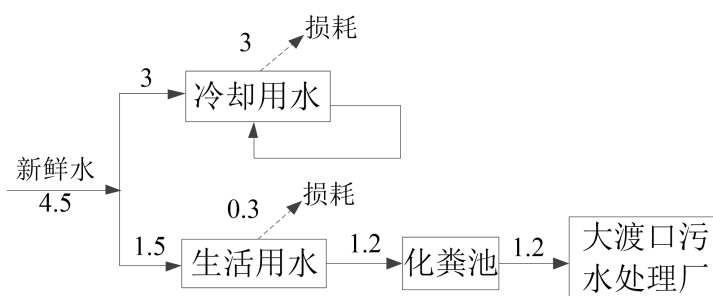 3
损耗
3
冷却用水
新鲜水
4.5
0.3
损耗
1.5
生活用水
1.2
化粪池
1.2
大渡口污
水处理厂